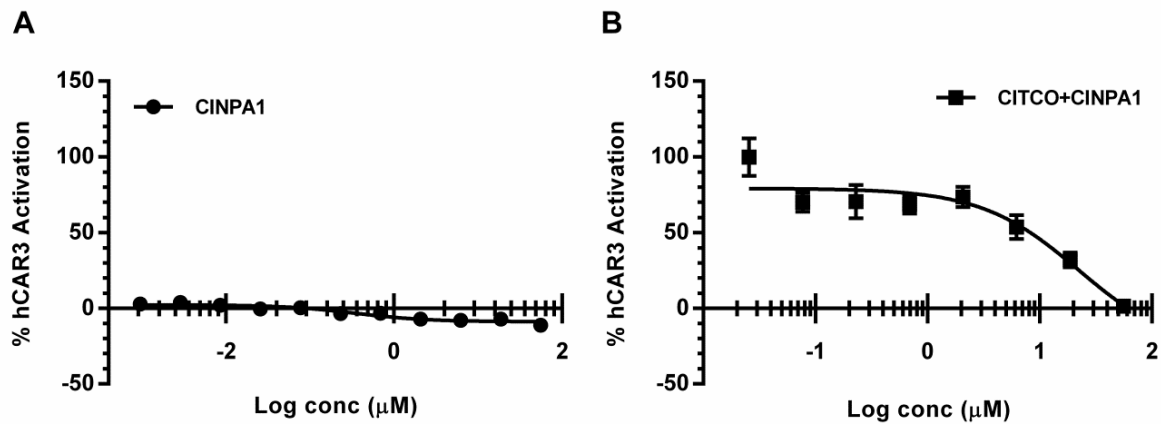 A
150
100
50
0
-50
% hCAR3 Activation
CINPA1
-2
0
2
Log conc (μM)
B
150
100
50
0
-50
% hCAR3 Activation
CITCO+CINPA1
-1
0
1
2
Log conc (μM)